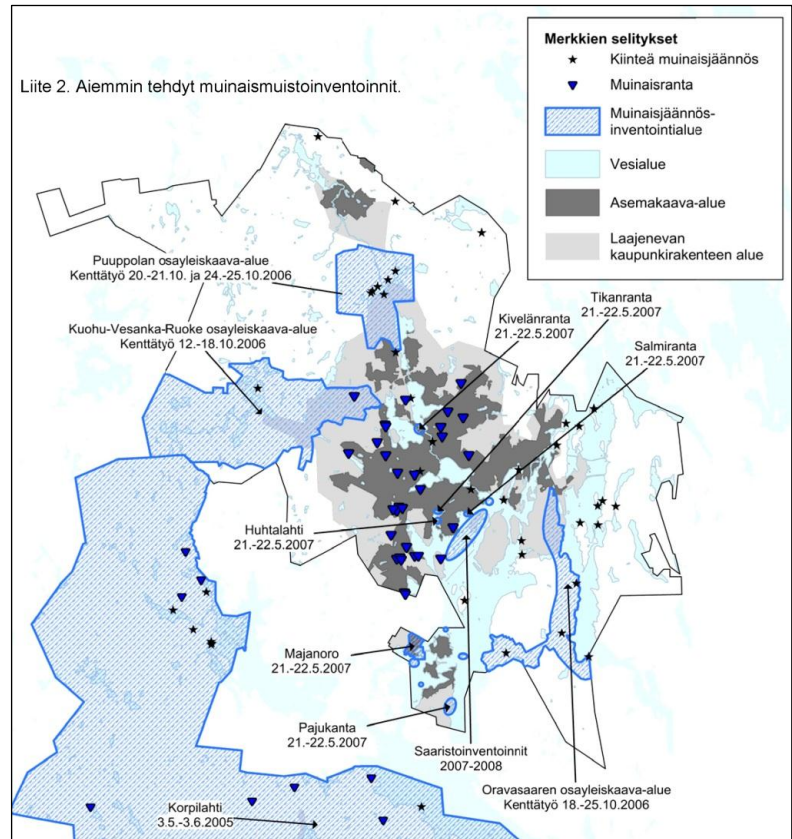 Liite 2. Aiemmin tehdyt muinaismuistoinventoinnit.
Merkkien selitykset
Kiinteä muinaisjäännös
Muinaisranta
Muinaisjäännös-
inventointialue
Vesialue
Asemakaava-alue
Laajenevan
kaupunkirakenteen alue
Puuppolan osayleiskaava-alue
Kenttätyö 20.-21.10. ja 24.-25.10.2006
Kuohu-Vesanka-Ruoke osayleiskaava-alue
Kenttätyö 12.-18.10.2006
Kivelänranta
21.-22.5.2007
Tikanranta
21.-22.5.2007
Salmiranta
21.-22.5.2007
Huhtalahti
21.-22.5.2007
Majanoro
21.-22.5.2007
Pajukanta
21.-22.5.2007
Saaristoinventoinnit
2007-2008
Oravasaaren osayleiskaava-alue
Kenttätyö 18.-25.10.2006
Korpilahti
3.5.-3.6.2005